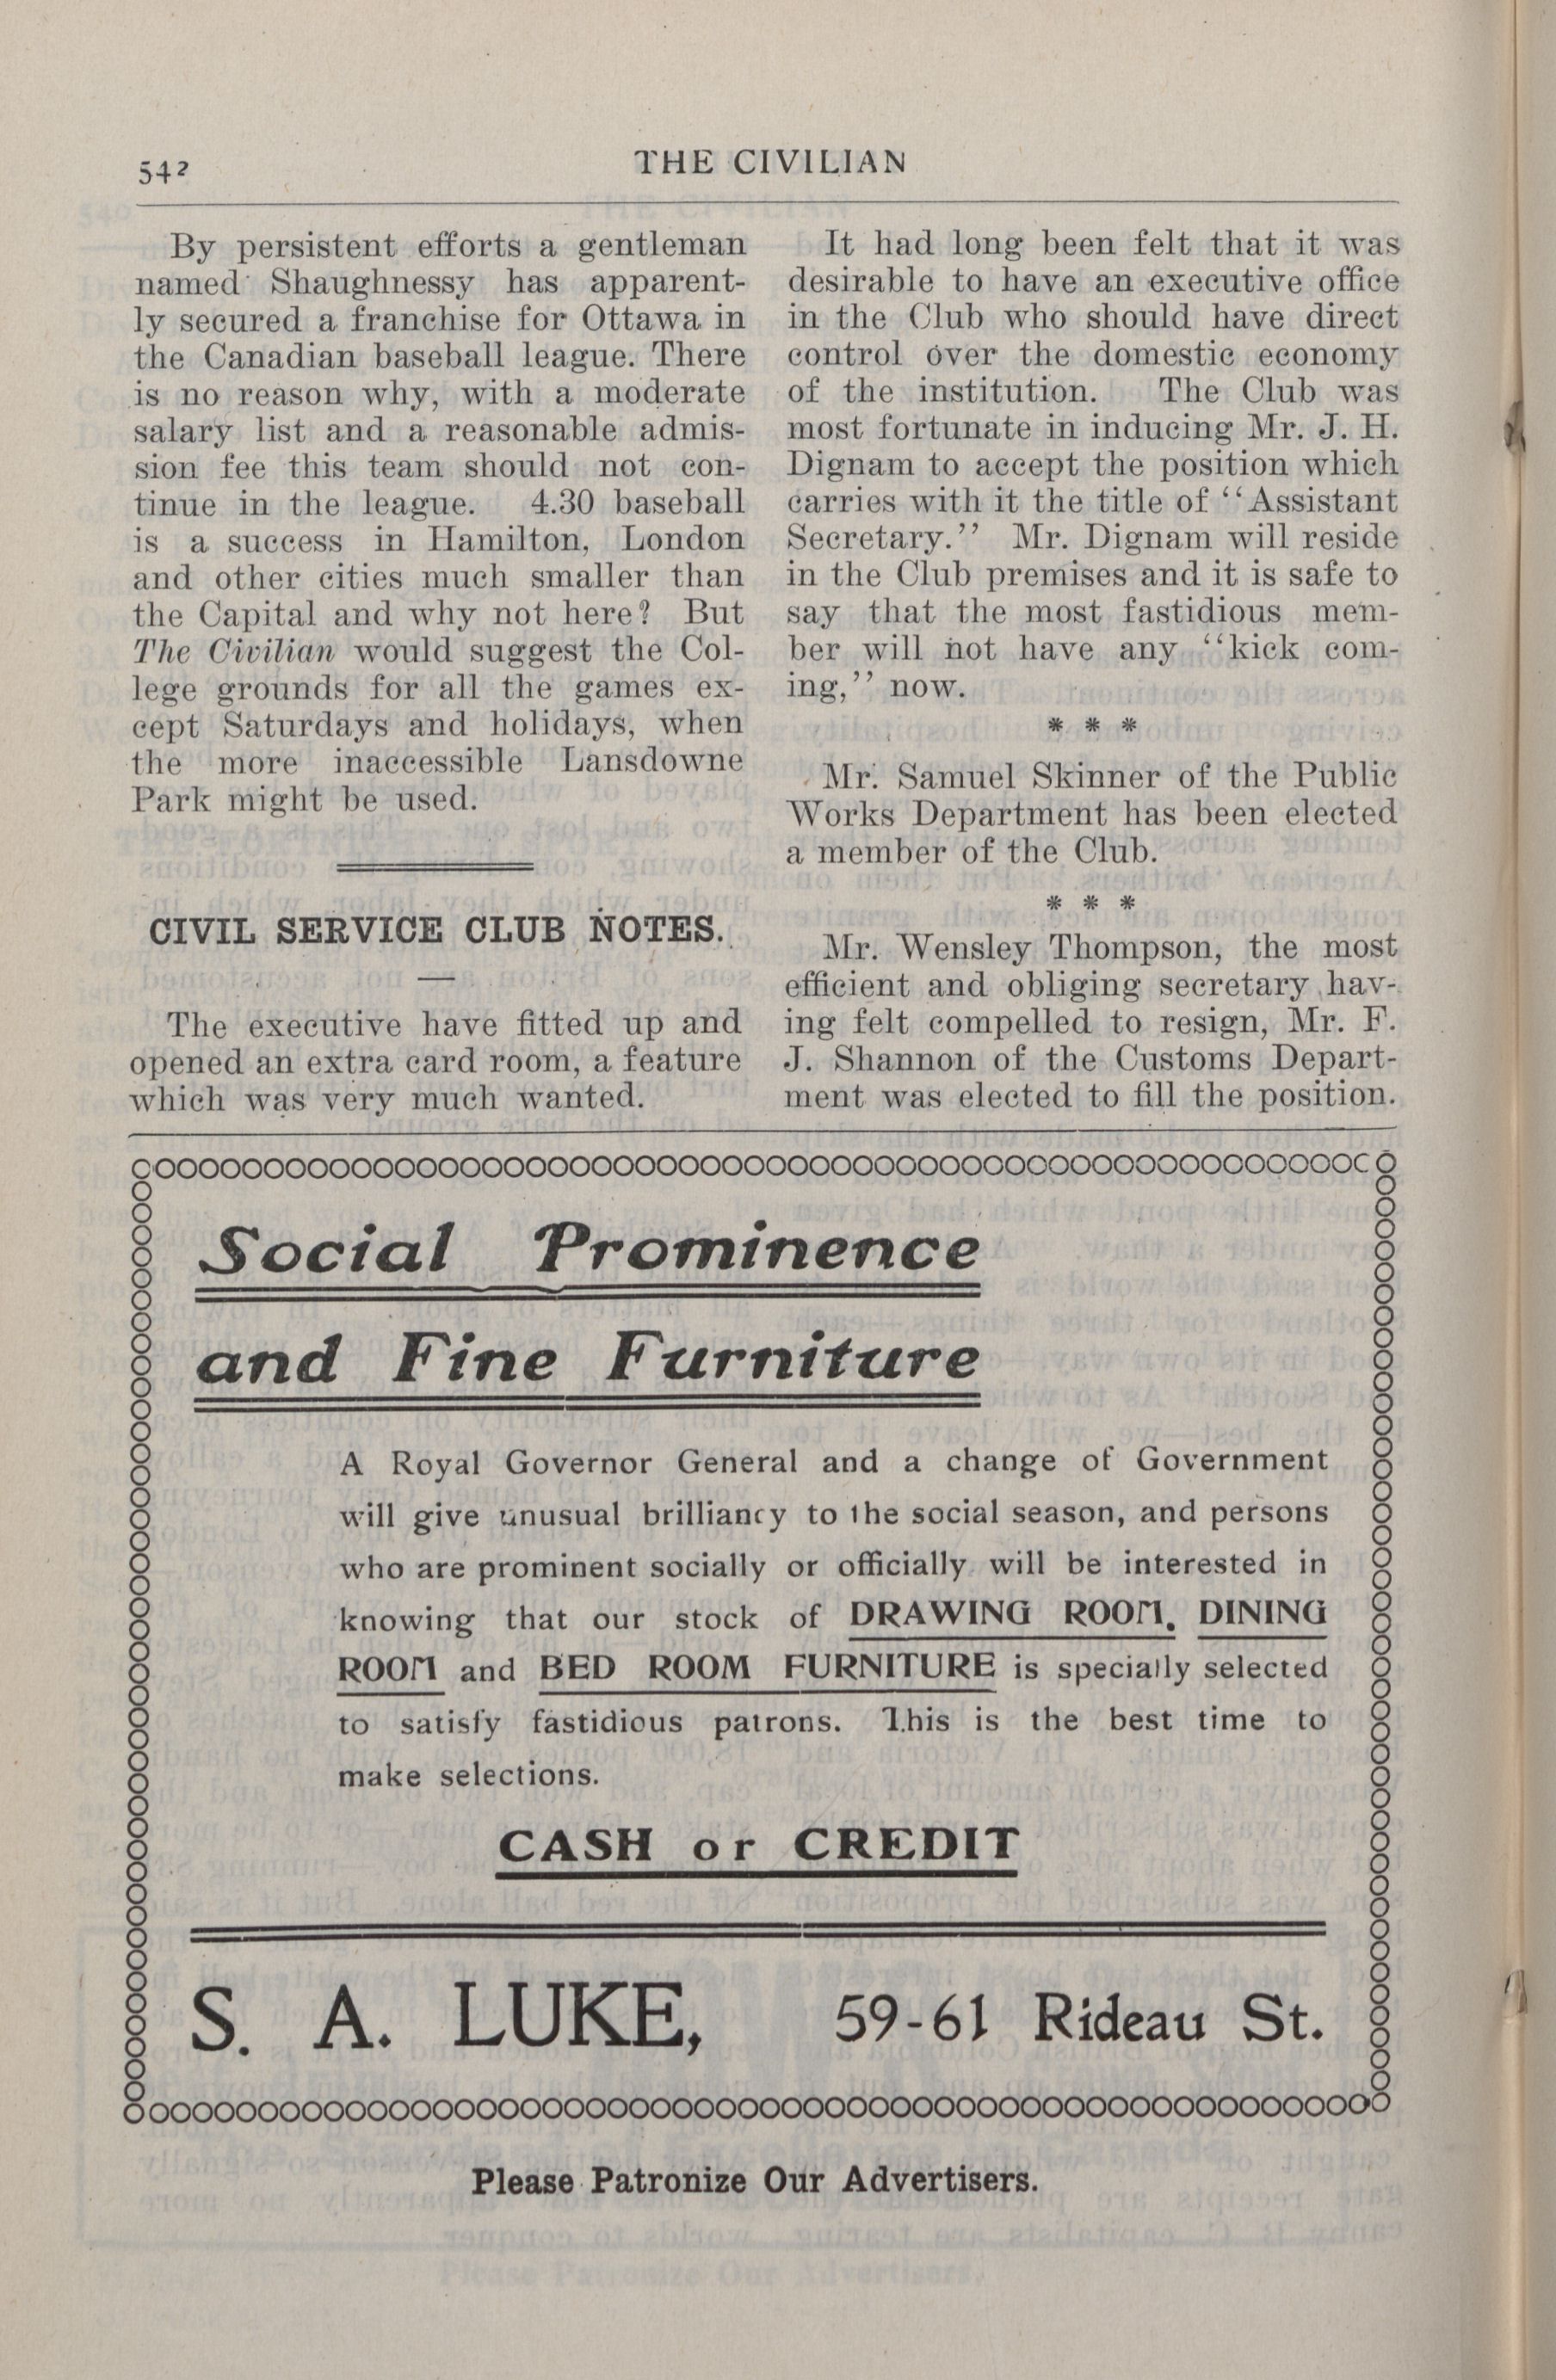 542
THE CIVILIAN
By persistent efforts a gentleman
named Shaughnessy has apparent-
ly secured a franchise for Ottawa in
the Canadian baseball league. There
is no reason why, with a moderate
salary list and a reasonable admis-
sion fee this team should not con-
tinue in the league. 4.30 baseball
is a success in Hamilton, London
and other cities much smaller than
the Capital and why not here? But
The Civilian would suggest the Col-
lege grounds for all the games ex-
cept Saturdays and holidays, when
the more inaccessible Lansdowne
Park might be used.
CIVIL SERVICE CLUB NOTES.
—
The executive have fitted up and
opened an extra card room, a feature
which was very much wanted.
It had long been felt that it was
desirable to have an executive office
in the Club who should have direct
control over the domestic economy
of the institution. The Club was
most fortunate in inducing Mr. J. H.
Dignam to accept the position which
carries with it the title of "Assistant
Secretary." Mr. Dignam will reside
in the Club premises and it is safe to
say that the most fastidious mem-
ber will not have any "kick com-
ing," now.
* * *
Mr. Samuel Skinner of the Public
Works Department has been elected
a member of the Club.
* * *
Mr. Wensley Thompson, the most
efficient and obliging secretary hav-
ing felt compelled to resign, Mr. F.
J. Shannon of the Customs Depart-
ment was elected to fill the position.
Social Prominence
and Fine Furniture
A Royal Governor General and a change of Government
will give unusual brilliancy to the social season, and persons
who are prominent socially or officially will be interested in
knowing that our stock of DRAWING ROOM, DINING
ROOM and BED ROOM FURNITURE is specially selected
to satisfy fastidious patrons. This is the best time to
make selections.
CASH or CREDIT
S. A. LUKE, 59-61 Rideau St.
Please Patronize Our Advertisers.